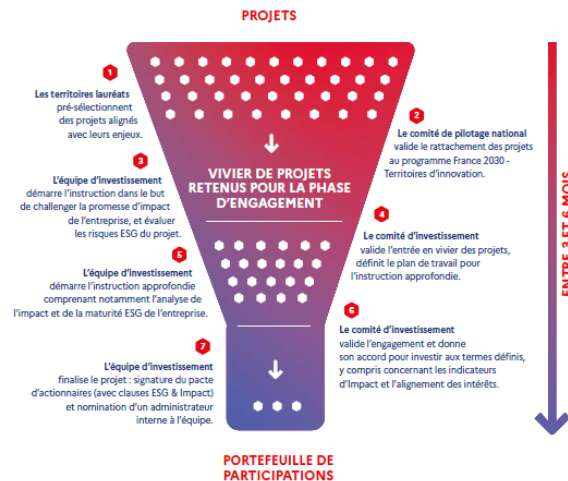 PROJETS
1
Les territoires lauréats
pré-sélectionnent
des projets alignés
avec leurs enjeux.
2
Le comité de pilotage national
valide le rattachement des projets
au programme France 2030 -
Territoires d'innovation.
VIVIER DE PROJETS
RETENUS POUR LA PHASE
D'ENGAGEMENT
3
L'équipe d'investissement
démarre l'instruction dans le but
de challenger la promesse d'impact
de l'entreprise, et évaluer
les risques ESG du projet.
4
Le comité d'investissement
valide l'entrée en vivier des projets,
définit le plan de travail pour
l'instruction approfondie.
5
L'équipe d'investissement
démarre l'instruction approfondie
comprenant notamment l'analyse de
l'impact et de la maturité ESG de l'entreprise.
6
Le comité d'investissement
valide l'engagement et donne
son accord pour investir aux termes définis,
y compris concernant les indicateurs
d'Impact et l'alignement des intérêts.
7
L'équipe d'investissement
finalise le projet : signature du pacte
d'actionnaires (avec clauses ESG & Impact)
et nomination d'un administrateur
interne à l'équipe.
ENTRE 3 ET 6 MOIS
PORTEFEUILLE DE
PARTICIPATIONS